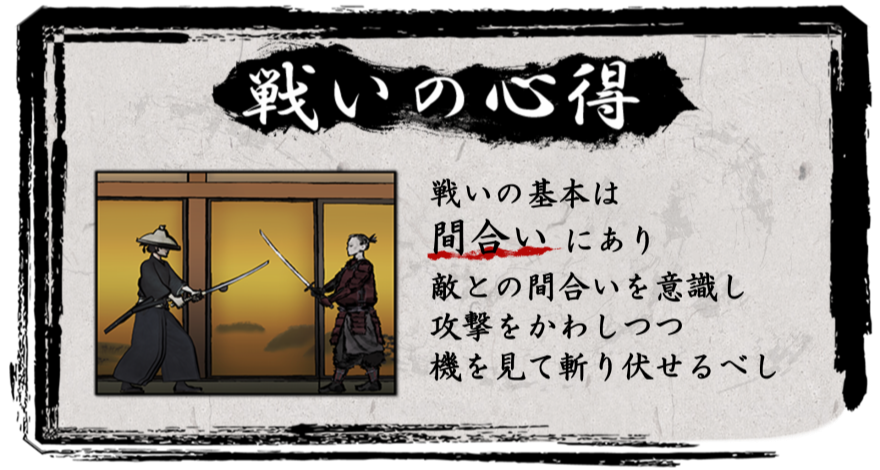 戦いの心得
戦いの基本は
間合いにあり
敵との間合いを意識し
攻撃をかわしつつ
機を見て斬り伏せるべし